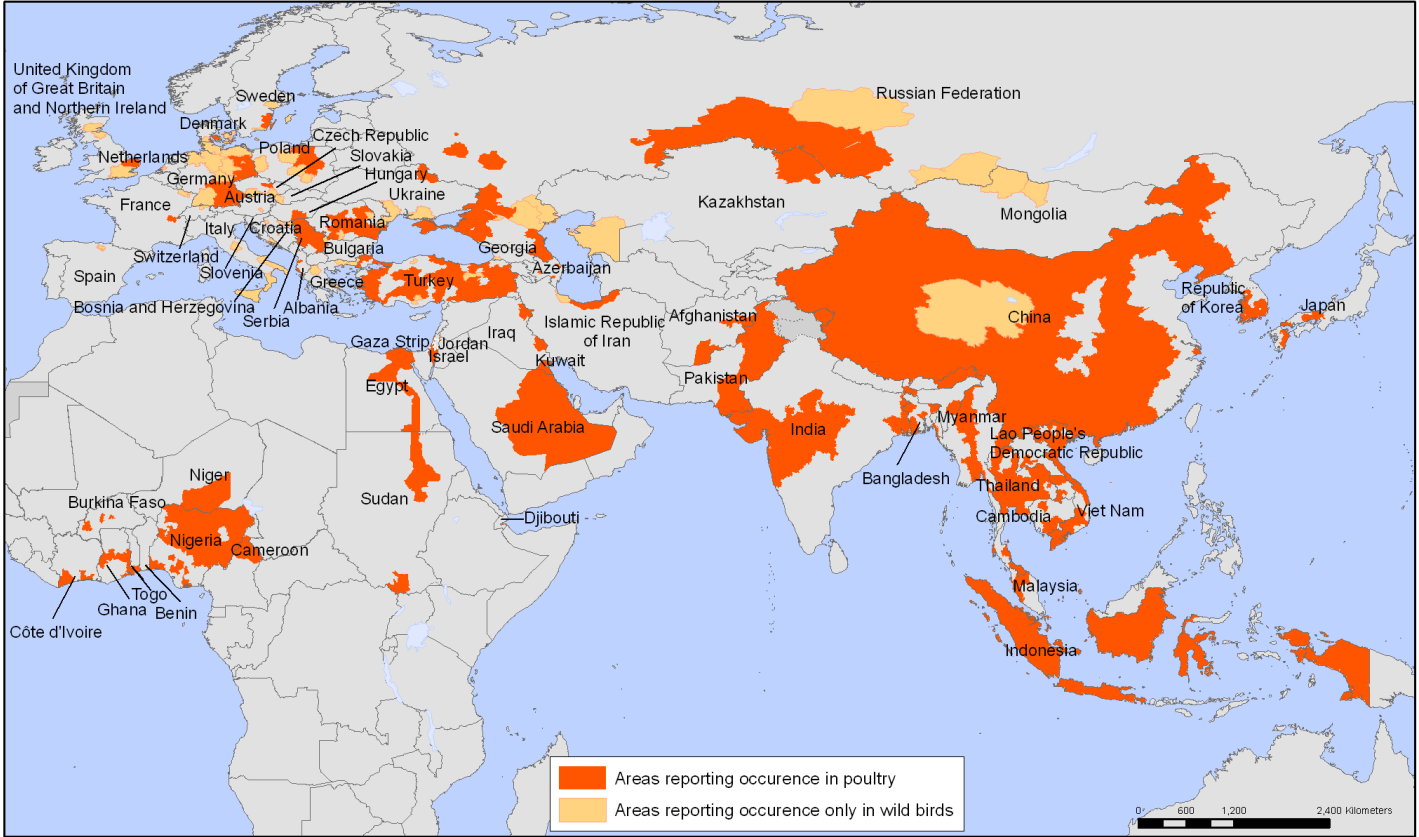 United Kingdom
of Great Britain
and Northern Ireland
Sweden
Denmark
Czech Republic
Poland
Netherlands
Slovakia
Germany
Hungary
Ukraine
France
Austria
Italy
Croatia
Romania
Switzerland
Bulgaria
Slovenia
Spain
Greece
Bosnia and Herzegovina
Albania
Serbia
Turkey
Georgia
Azerbaijan
Russian Federation
Kazakhstan
Mongolia
China
Republic
of Korea
Japan
Gaza Strip
Jordan
Israel
Iraq
Kuwait
Islamic Republic
of Iran
Afghanistan
Pakistan
Egypt
Saudi Arabia
India
Bangladesh
Myanmar
Lao People's
Democratic Republic
Thailand
Cambodia
Viet Nam
Malaysia
Indonesia
Sudan
Djibouti
Niger
Burkina Faso
Nigeria
Cameroon
Togo
Ghana
Benin
Côte d'Ivoire
Areas reporting occurence in poultry
Areas reporting occurence only in wild birds
0 600 1,200 2,400 Kilometers